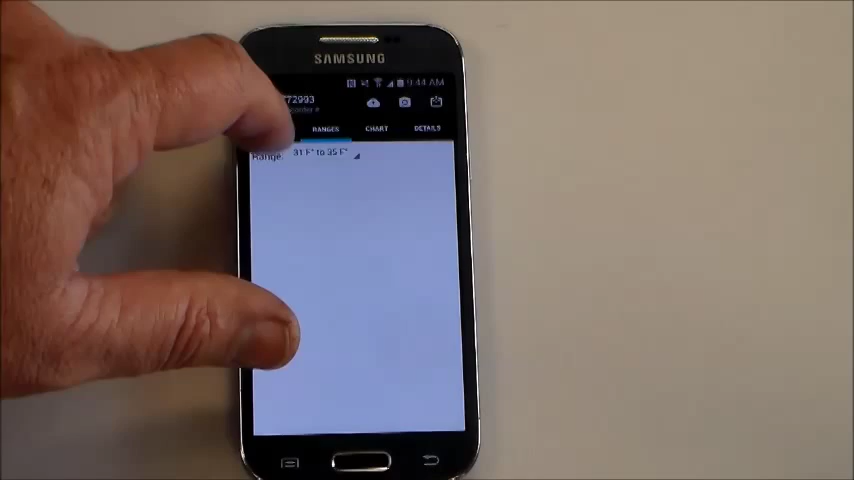 SAMSUNG
9:44 AM
72993
RANGES CHART DETAILS
Range: 31 F° to 35 F°